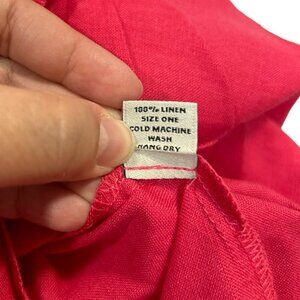 100% LINEN
SIZE ONE
COLD MACHINE
WASH
HANG DRY